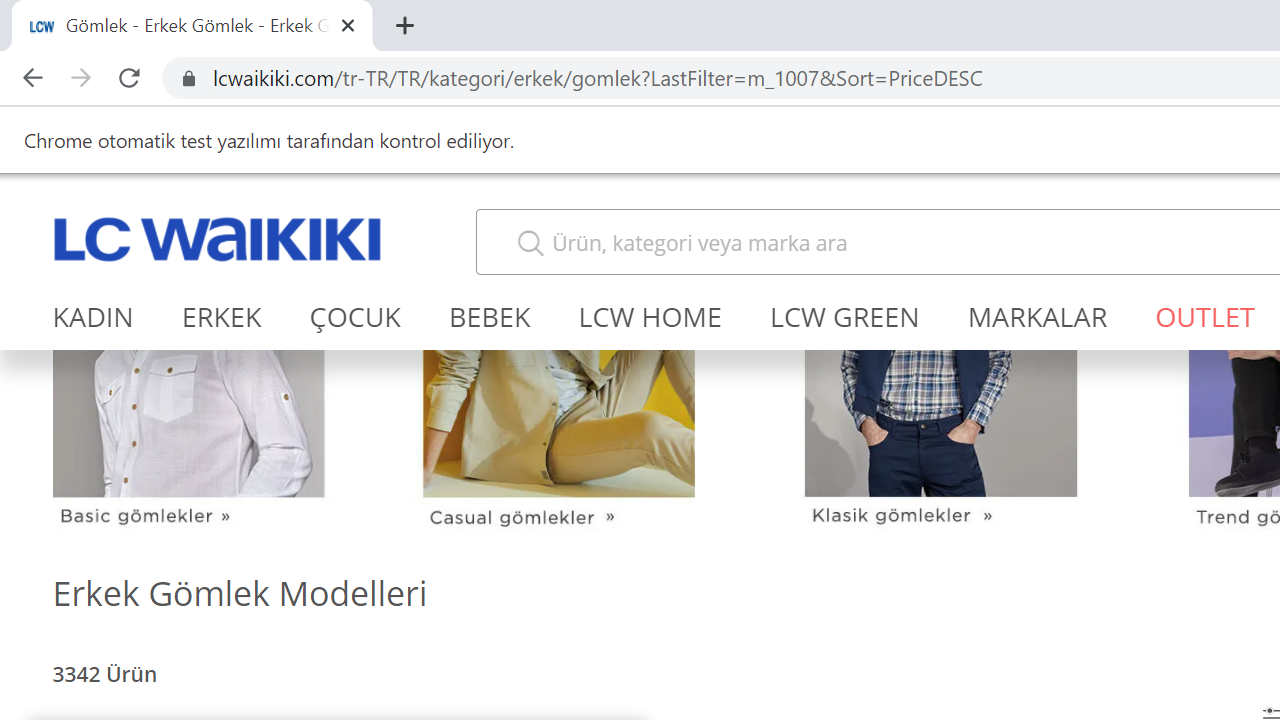 LCW Gömlek - Erkek Gömlek - Erkek G
lcwaikiki.com/tr-TR/TR/kategori/erkek/gomlek?LastFilter=m_1007&Sort=PriceDESC
Chrome otomatik test yazılımı tarafından kontrol ediliyor.
LC WAIKIKI
Ürün, kategori veya marka ara
KADIN ERKEK ÇOCUK BEBEK LCW HOME LCW GREEN MARKALAR OUTLET
Basic gömlekler » Casual gömlekler » Klasik gömlekler » Trend gö
Erkek Gömlek Modelleri
3342 Ürün